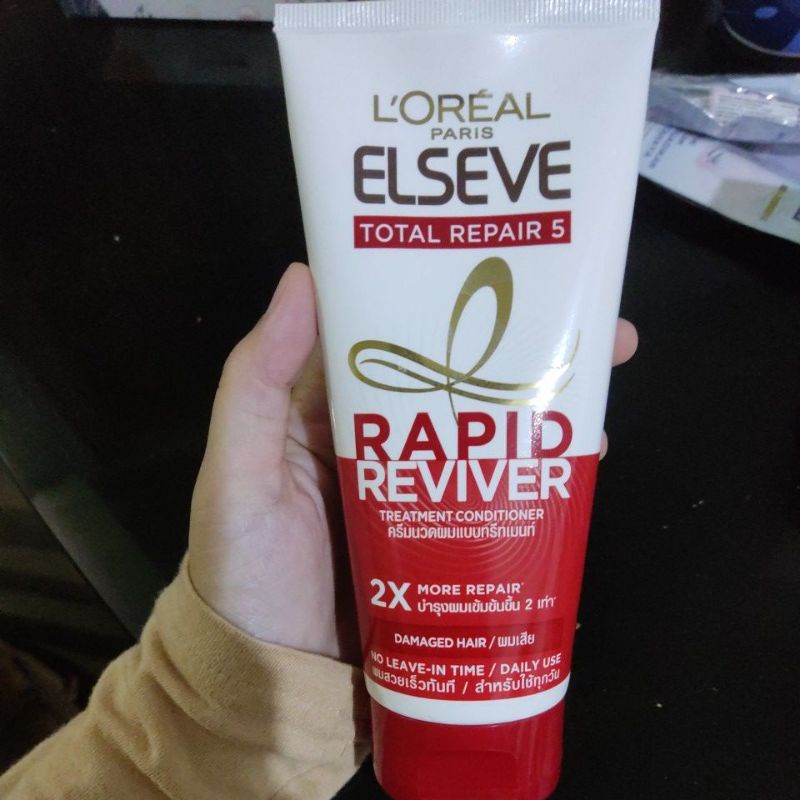 L'ORÉAL
PARIS
ELSEVE
TOTAL REPAIR 5
RAPID
REVIVER
TREATMENT CONDITIONER
ครีมนวดผมแบบทรีทเมนท์
2X MORE REPAIR*
บำรุงผมเข้มข้นขึ้น 2 เท่า*
DAMAGED HAIR / ผมเสีย
NO LEAVE-IN TIME / DAILY USE
ผมสวยเร็วทันที / สำหรับใช้ทุกวัน